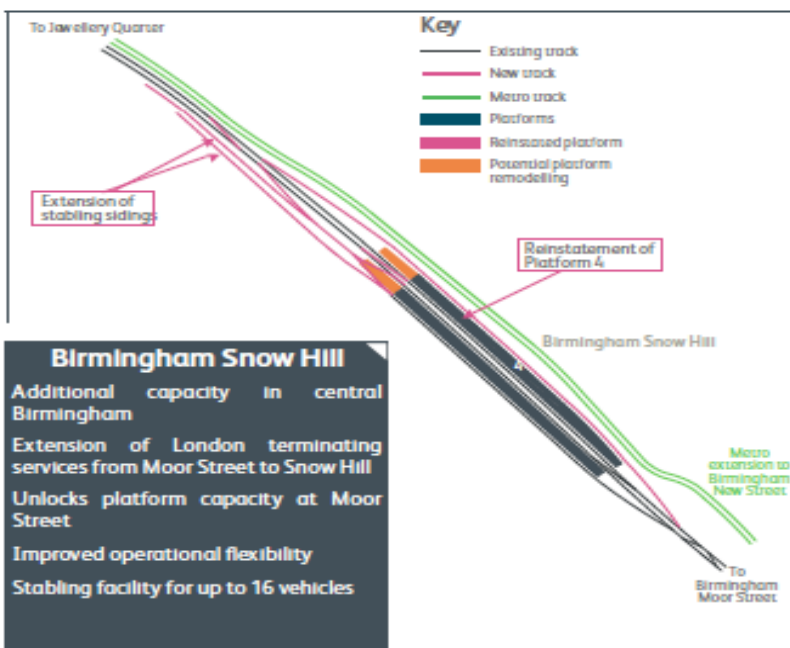 To Jewellery Quarter
Key
Existing track
New track
Metro track
Platforms
Reinstated platform
Potential platform
remodelling
Extension of
stabling sidings
Reinstatement of
Platform 4
Birmingham Snow Hill
4
Metro
extension to
Birmingham
New Street
To
Birmingham
Moor Street
Birmingham Snow Hill
Additional capacity in central
Birmingham
Extension of London terminating
services from Moor Street to Snow Hill
Unlocks platform capacity at Moor
Street
Improved operational flexibility
Stabling facility for up to 16 vehicles